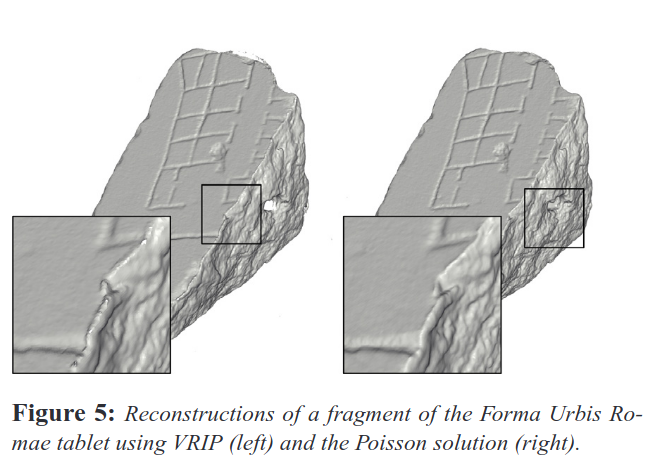 Figure 5: Reconstructions of a fragment of the Forma Urbis Ro-
mae tablet using VRIP (left) and the Poisson solution (right).